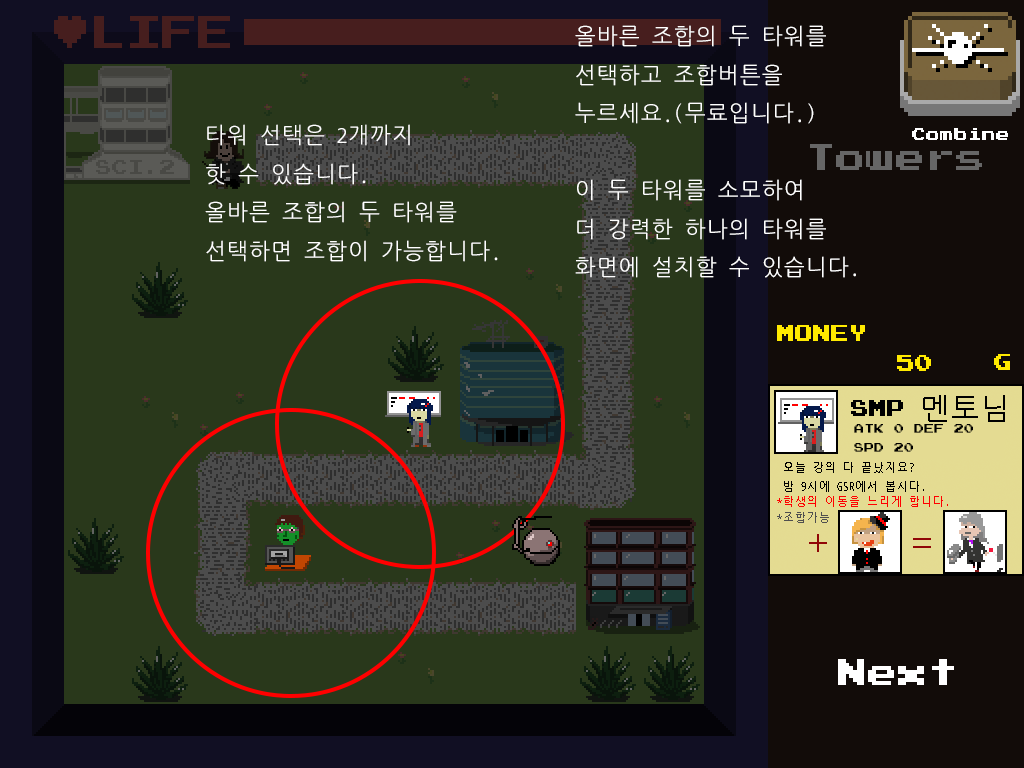 LIFE
SCI.2
타워 선택은 2개까지
핫 수 있습니다.
올바른 조합의 두 타워를
선택하면 조합이 가능합니다.
올바른 조합의 두 타워를
선택하고 조합버튼을
누르세요.(무료입니다.)
이 두 타워를 소모하여
더 강력한 하나의 타워를
화면에 설치할 수 있습니다.
Combine
Towers
MONEY
50 G
SMP 멘토님
ATK 0 DEF 20
SPD 20
오늘 강의 다 끝났지요?
밤 9시에 GSR에서 봅시다.
*학생의 이동을 느리게 합니다.
*조합가능
+ =
Next